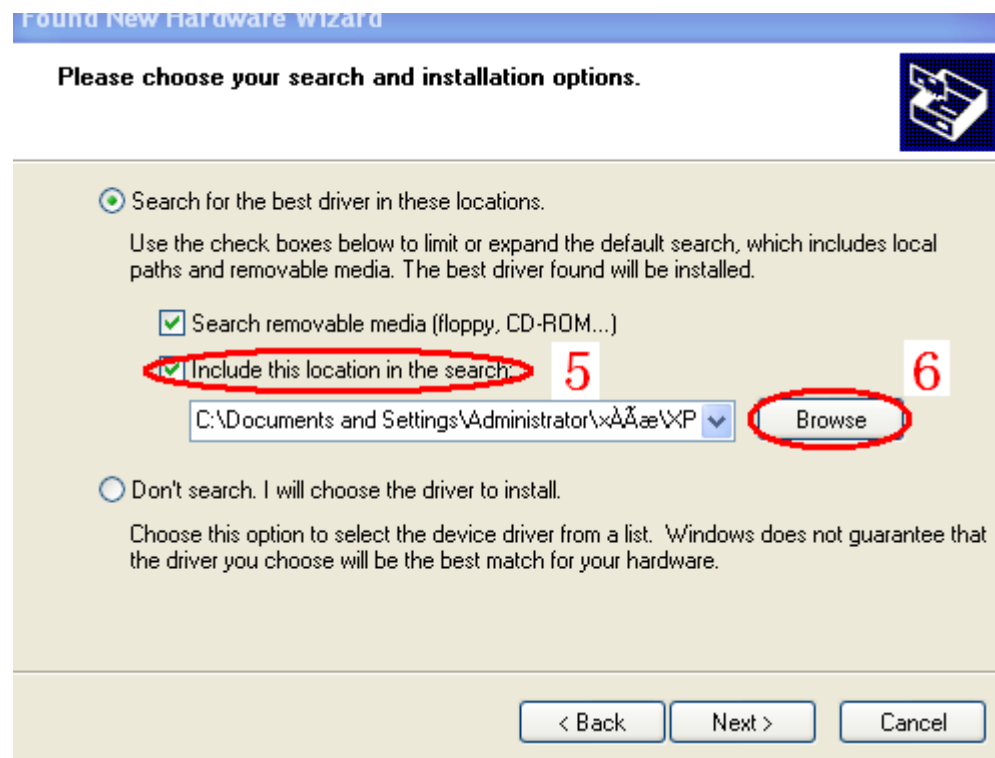 Found New Hardware Wizard
Please choose your search and installation options.
Search for the best driver in these locations.
Use the check boxes below to limit or expand the default search, which includes local
paths and removable media. The best driver found will be installed.
Search removable media (floppy, CD-ROM...)
Include this location in the search: 5
6
C:\Documents and Settings\Administrator\×ÀÃæ\XP
Browse
Don't search. I will choose the driver to install.
Choose this option to select the device driver from a list. Windows does not guarantee that
the driver you choose will be the best match for your hardware.
< Back Next > Cancel